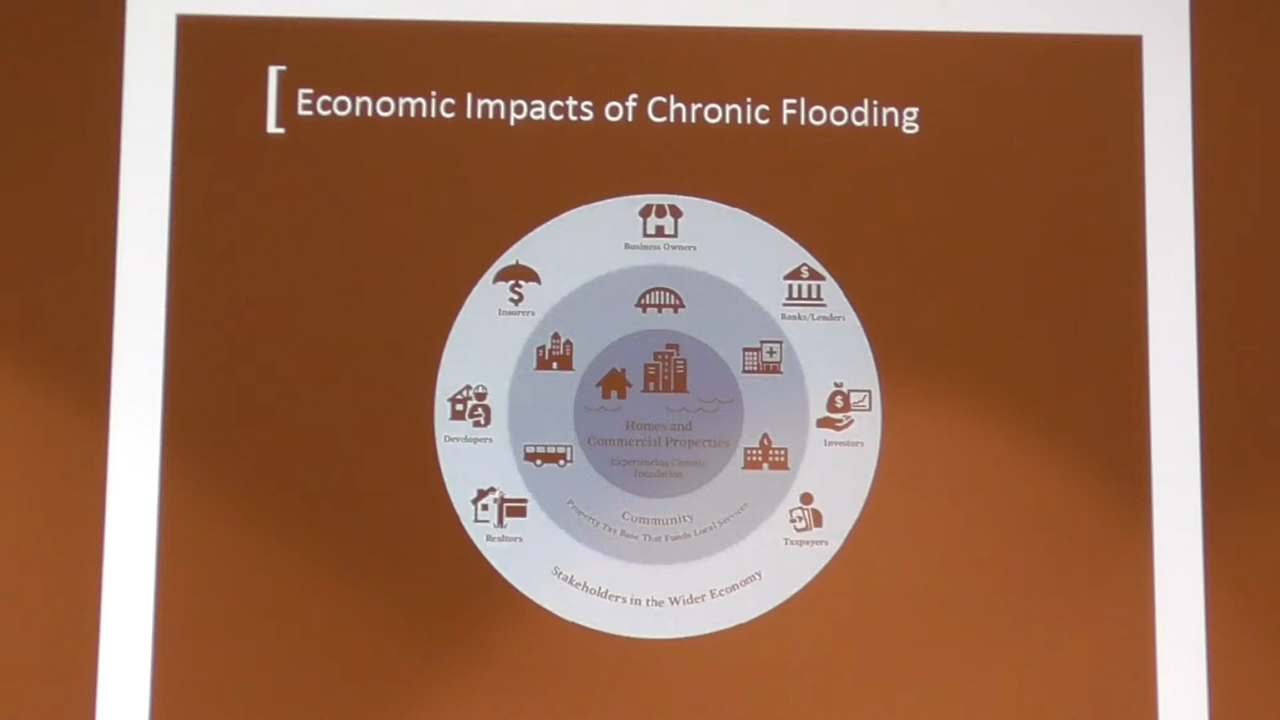 Economic Impacts of Chronic Flooding
Business Owners
Insurers
Banks/Lenders
Developers
Investors
Homes and
Commercial Properties
Experiencing Chronic
Inundation
Community
Property Tax Base That Funds Local Services
Realtors
Taxpayers
Stakeholders in the Wider Economy